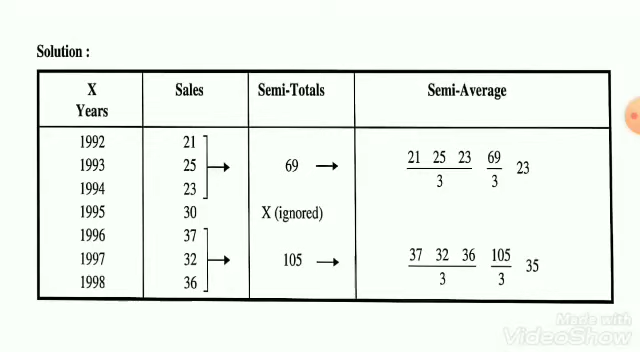 Solution :
X Years Sales Semi-Totals Semi-Average
1992 21
1993 25 69 21 25 23 / 3 69 / 3 23
1994 23
1995 30 X (ignored)
1996 37
1997 32 105 37 32 36 / 3 105 / 3 35
1998 36
Made with
VideoShow